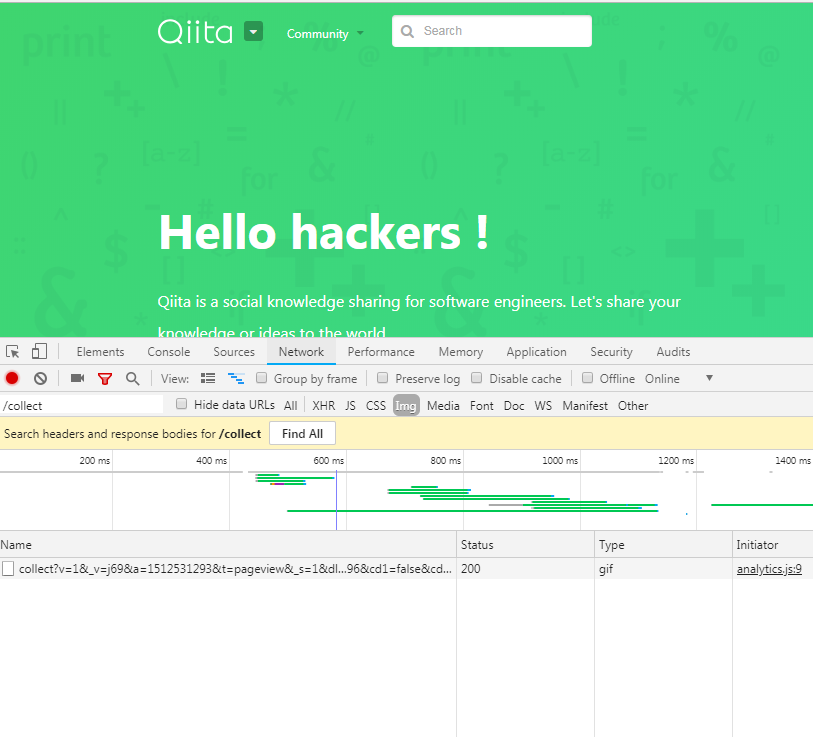 Qiita Community Search
print
%
@
;
[a-z]
for
&
$
Hello hackers !
Qiita is a social knowledge sharing for software engineers. Let's share your
knowledge or ideas to the world
Elements Console Sources Network Performance Memory Application Security Audits
View: Group by frame Preserve log Disable cache Offline Online
/collect Hide data URLs All XHR JS CSS Img Media Font Doc WS Manifest Other
Search headers and response bodies for /collect Find All
200 ms 400 ms 600 ms 800 ms 1000 ms 1200 ms 1400 ms
Name Status Type Initiator
collect?v=1&_v=j69&a=1512531293&t=pageview&_s=1&dl...96&cd1=false&cd... 200 gif analytics.js:9